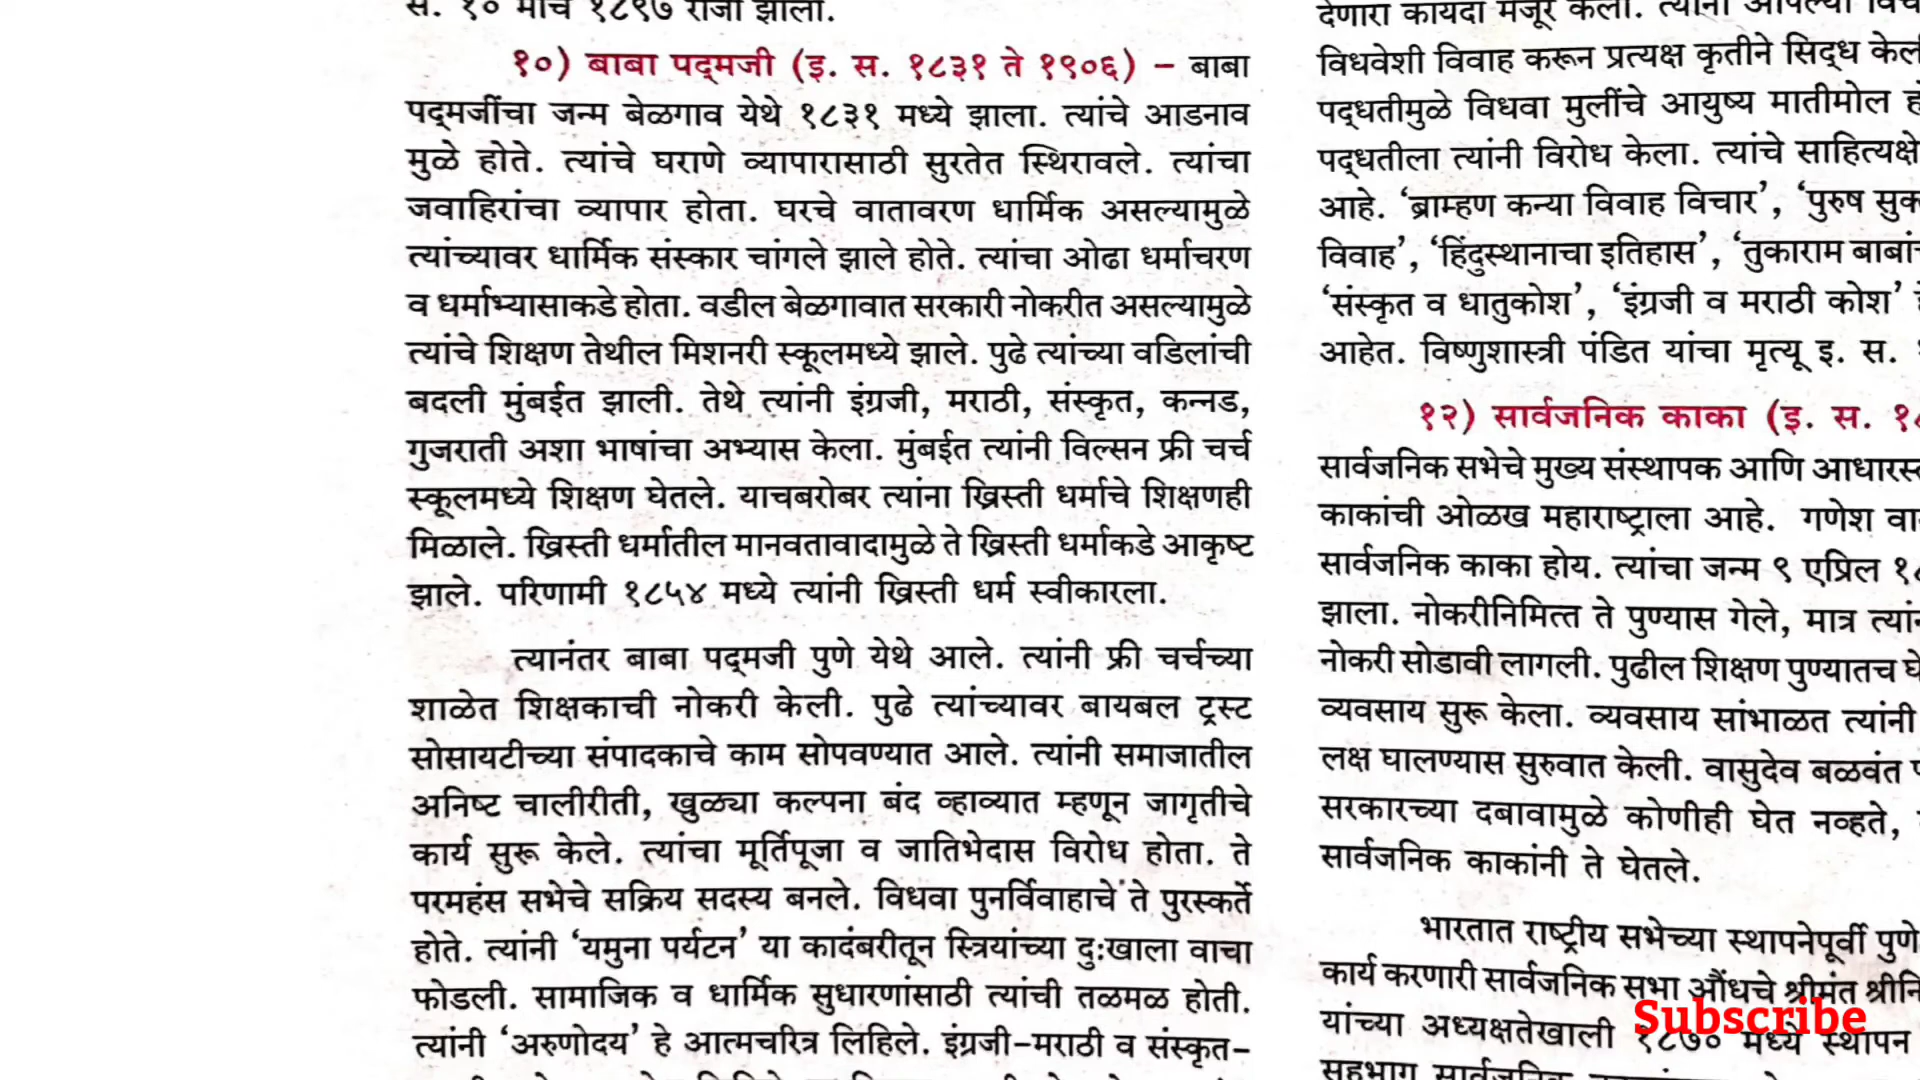 स. १० मार्च १८९७ राजी झाला.
१०) बाबा पद्‌मजी (इ. स. १८३१ ते १९०६) – बाबा
पद्‌मजींचा जन्म बेळगाव येथे १८३१ मध्ये झाला. त्यांचे आडनाव
मुळे होते. त्यांचे घराणे व्यापारासाठी सुरतेत स्थिरावले. त्यांचा
जवाहिरांचा व्यापार होता. घरचे वातावरण धार्मिक असल्यामुळे
त्यांच्यावर धार्मिक संस्कार चांगले झाले होते. त्यांचा ओढा धर्माचरण
व धर्माभ्यासाकडे होता. वडील बेळगावात सरकारी नोकरीत असल्यामुळे
त्यांचे शिक्षण तेथील मिशनरी स्कूलमध्ये झाले. पुढे त्यांच्या वडिलांची
बदली मुंबईत झाली. तेथे त्यांनी इंग्रजी, मराठी, संस्कृत, कन्नड,
गुजराती अशा भाषांचा अभ्यास केला. मुंबईत त्यांनी विल्सन फ्री चर्च
स्कूलमध्ये शिक्षण घेतले. याचबरोबर त्यांना ख्रिस्ती धर्माचे शिक्षणही
मिळाले. ख्रिस्ती धर्मातील मानवतावादामुळे ते ख्रिस्ती धर्माकडे आकृष्ट
झाले. परिणामी १८५४ मध्ये त्यांनी ख्रिस्ती धर्म स्वीकारला.
त्यानंतर बाबा पद्‌मजी पुणे येथे आले. त्यांनी फ्री चर्चच्या
शाळेत शिक्षकाची नोकरी केली. पुढे त्यांच्यावर बायबल ट्रस्ट
सोसायटीच्या संपादकाचे काम सोपवण्यात आले. त्यांनी समाजातील
अनिष्ट चालीरीती, खुळ्या कल्पना बंद व्हाव्यात म्हणून जागृतीचे
कार्य सुरू केले. त्यांचा मूर्तिपूजा व जातिभेदास विरोध होता. ते
परमहंस सभेचे सक्रिय सदस्य बनले. विधवा पुनर्विवाहाचे ते पुरस्कर्ते
होते. त्यांनी ‘यमुना पर्यटन’ या कादंबरीतून स्त्रियांच्या दुःखाला वाचा
फोडली. सामाजिक व धार्मिक सुधारणांसाठी त्यांची तळमळ होती.
त्यांनी ‘अरुणोदय’ हे आत्मचरित्र लिहिले. इंग्रजी–मराठी व संस्कृत–
देणारा कायदा मंजूर केला. त्यांनी आपल्या
विधवेशी विवाह करून प्रत्यक्ष कृतीने सिद्ध
पद्धतीमुळे विधवा मुलींचे आयुष्य मातीमोल
पद्धतीला त्यांनी विरोध केला. त्यांचे
आहे. ‘ब्राम्हण कन्या विवाह विचार’, ‘पुरुष
विवाह’, ‘हिंदुस्थानाचा इतिहास’, ‘तुकाराम
‘संस्कृत व धातुकोश’, ‘इंग्रजी व मराठी कोश’
आहेत. विष्णुशास्त्री पंडित यांचा मृत्यू इ. स.
१२) सार्वजनिक काका (इ. स.
सार्वजनिक सभेचे मुख्य संस्थापक आणि
काकांची ओळख महाराष्ट्राला आहे. गणेश
सार्वजनिक काका होय. त्यांचा जन्म ९ एप्रिल
झाला. नोकरीनिमित्त ते पुण्यास गेले, मात्र
नोकरी सोडावी लागली. पुढील शिक्षण पुण्यातच
व्यवसाय सुरू केला. व्यवसाय सांभाळत त्यांनी
लक्ष घालण्यास सुरुवात केली. वासुदेव बळवंत
सरकारच्या दबावामुळे कोणीही घेत नव्हते,
सार्वजनिक काकांनी ते घेतले.
भारतात राष्ट्रीय सभेच्या स्थापनेपूर्वी पुणे
कार्य करणारी सार्वजनिक सभा औंधचे श्रीमंत
यांच्या अध्यक्षतेखाली १८७० मध्ये स्थापन
सहभाग सार्वजनिक
Subscribe